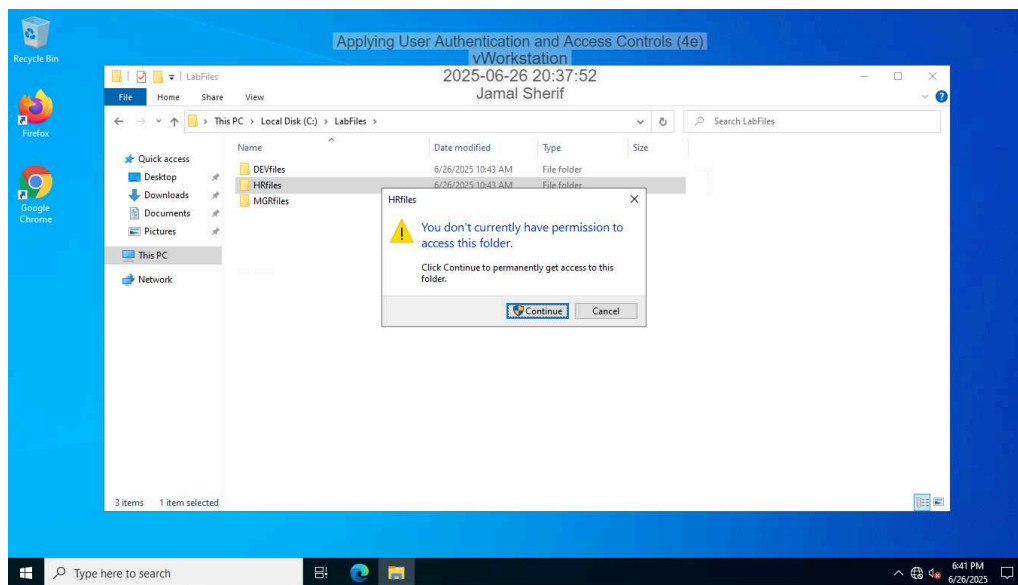 Recycle Bin
Applying User Authentication and Access Controls (4e)
vWorkstation
2025-06-26 20:37:52
Jamal Sherif
LabFiles
File Home Share View
This PC > Local Disk (C:) > LabFiles >
Search LabFiles
Firefox
Google Chrome
Quick access
Desktop
Downloads
Documents
Pictures
This PC
Network
Name Date modified Type Size
DEVfiles 6/26/2025 10:43 AM File folder
HRfiles 6/26/2025 10:43 AM File folder
MGRfiles
HRfiles
You don't currently have permission to
access this folder.
Click Continue to permanently get access to this
folder.
Continue Cancel
3 items 1 item selected
Type here to search
6:41 PM
6/26/2025